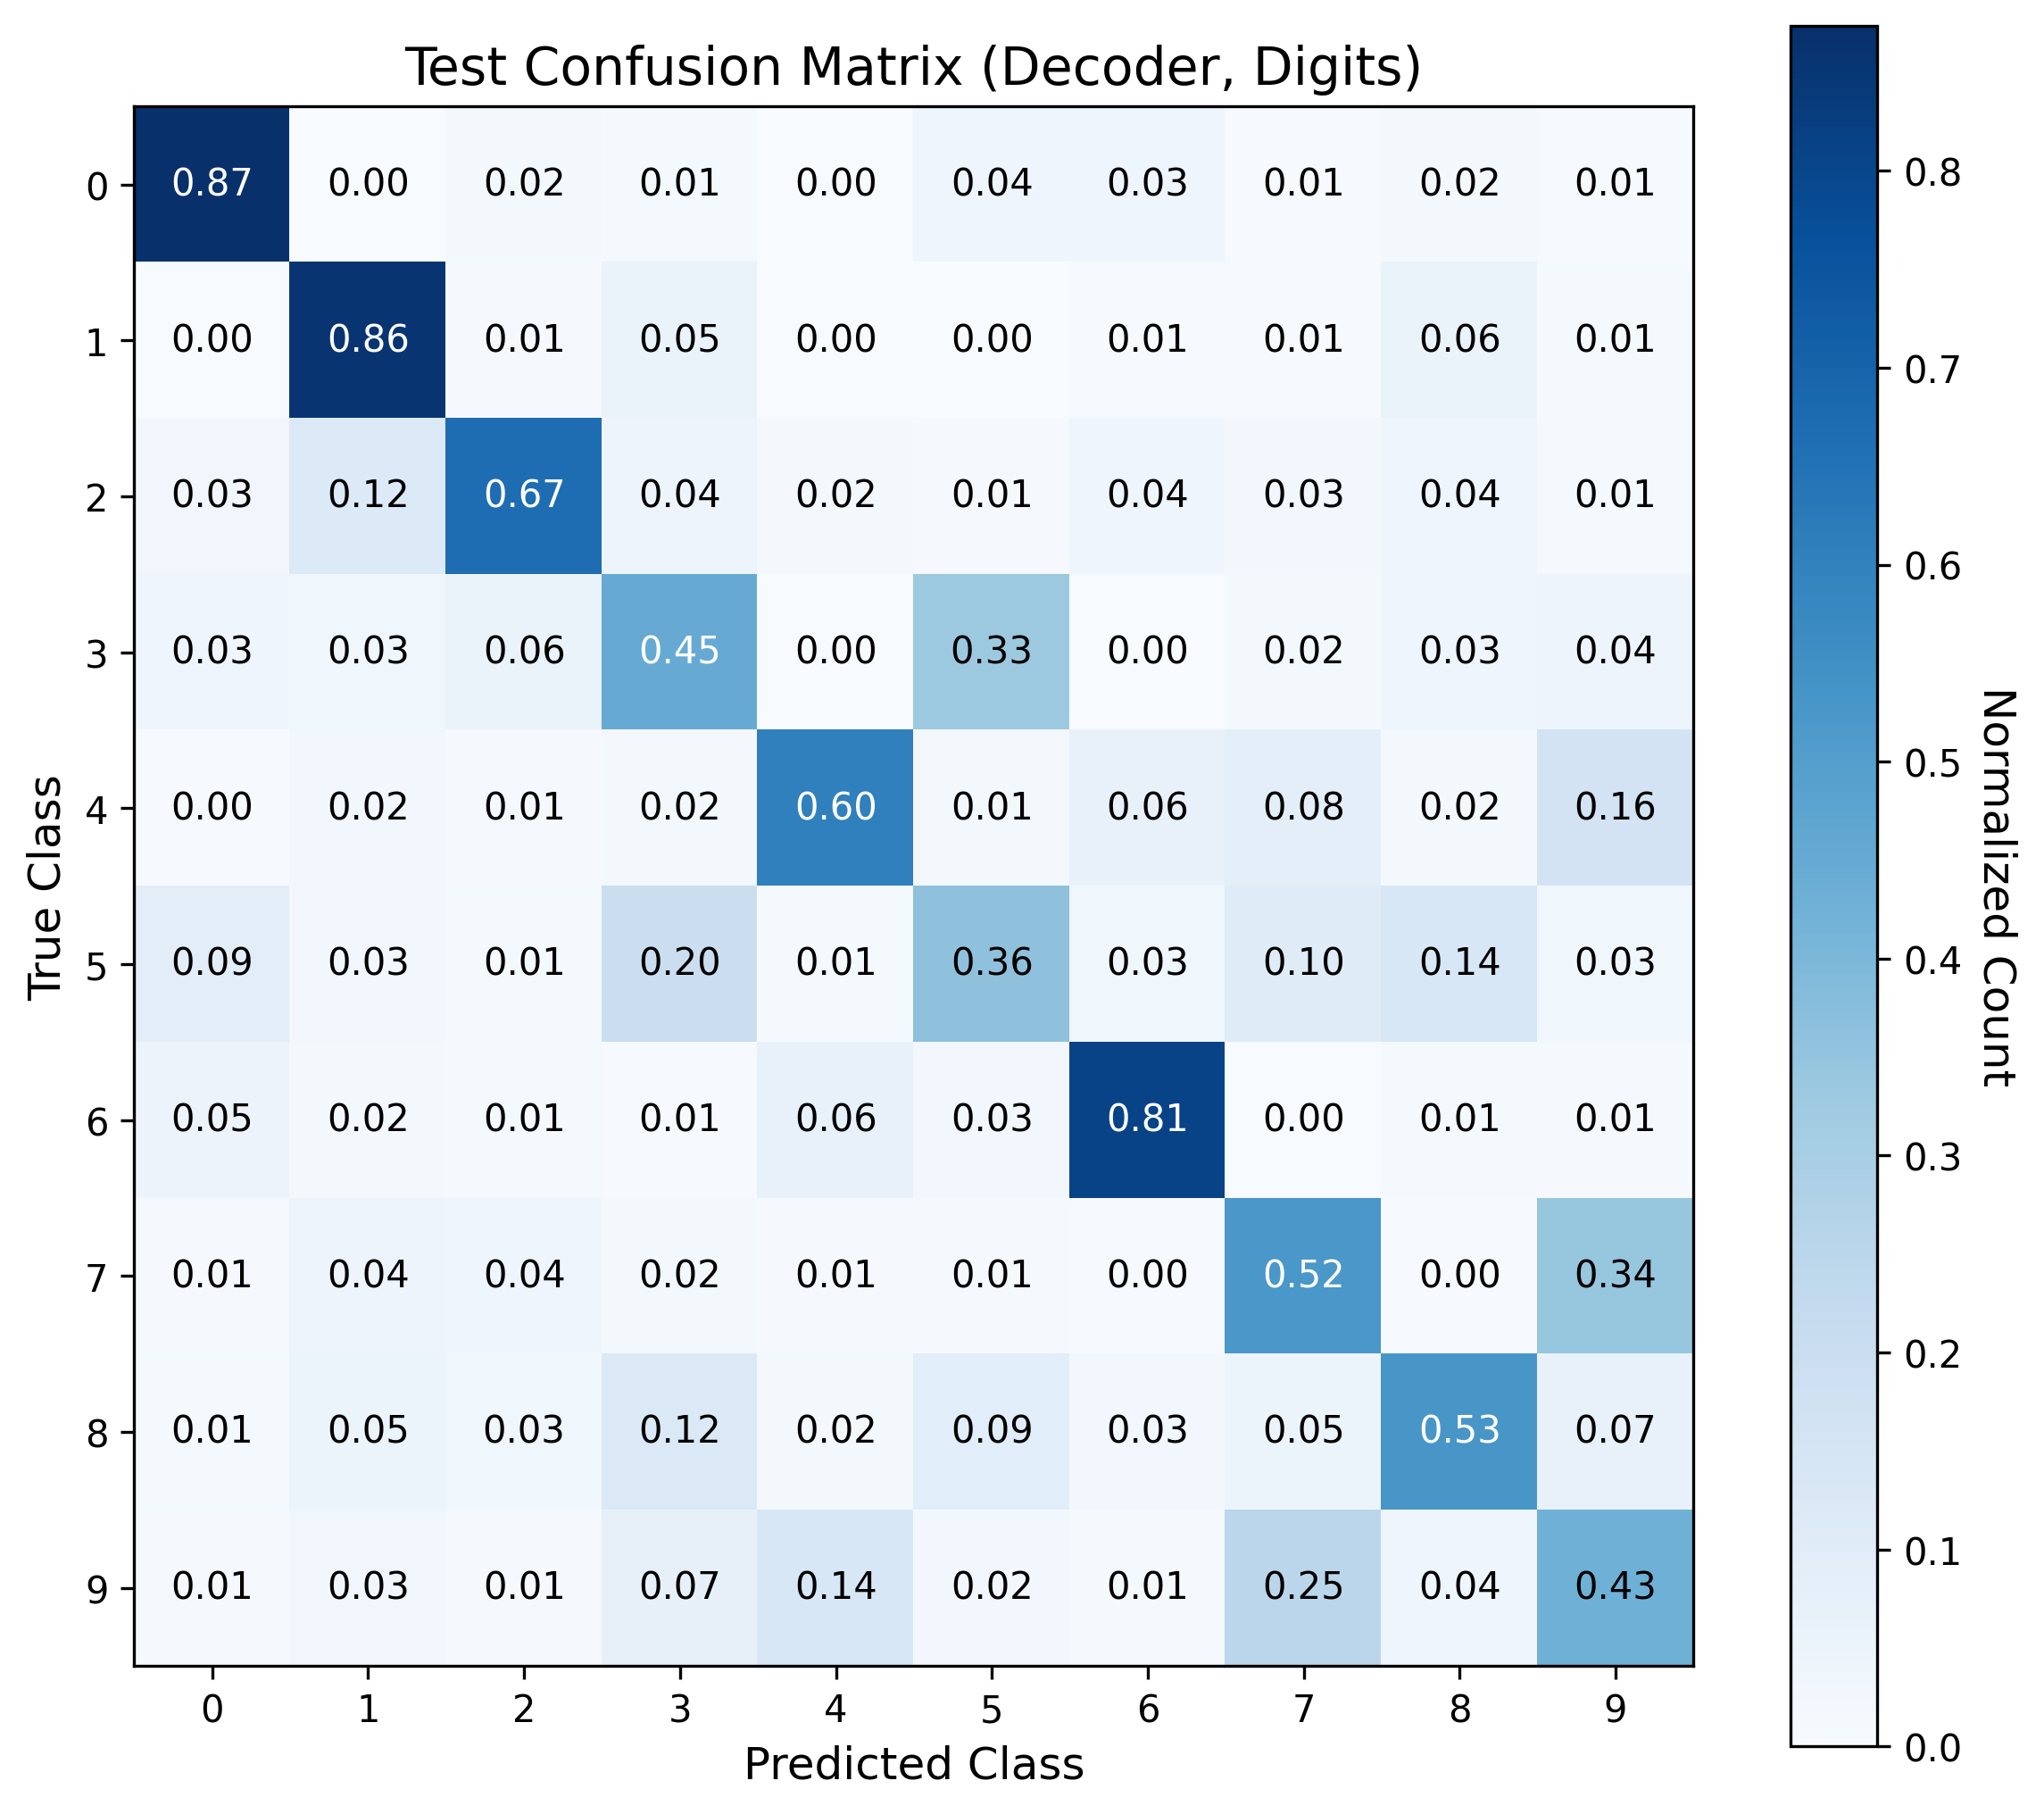 Test Confusion Matrix (Decoder, Digits)
0 0.87 0.00 0.02 0.01 0.00 0.04 0.03 0.01 0.02 0.01
1 0.00 0.86 0.01 0.05 0.00 0.00 0.01 0.01 0.06 0.01
2 0.03 0.12 0.67 0.04 0.02 0.01 0.04 0.03 0.04 0.01
3 0.03 0.03 0.06 0.45 0.00 0.33 0.00 0.02 0.03 0.04
4 0.00 0.02 0.01 0.02 0.60 0.01 0.06 0.08 0.02 0.16
5 0.09 0.03 0.01 0.20 0.01 0.36 0.03 0.10 0.14 0.03
6 0.05 0.02 0.01 0.01 0.06 0.03 0.81 0.00 0.01 0.01
7 0.01 0.04 0.04 0.02 0.01 0.01 0.00 0.52 0.00 0.34
8 0.01 0.05 0.03 0.12 0.02 0.09 0.03 0.05 0.53 0.07
9 0.01 0.03 0.01 0.07 0.14 0.02 0.01 0.25 0.04 0.43
0 1 2 3 4 5 6 7 8 9
Predicted Class
True Class
0.8
0.7
0.6
0.5
0.4
0.3
0.2
0.1
0.0
Normalized Count